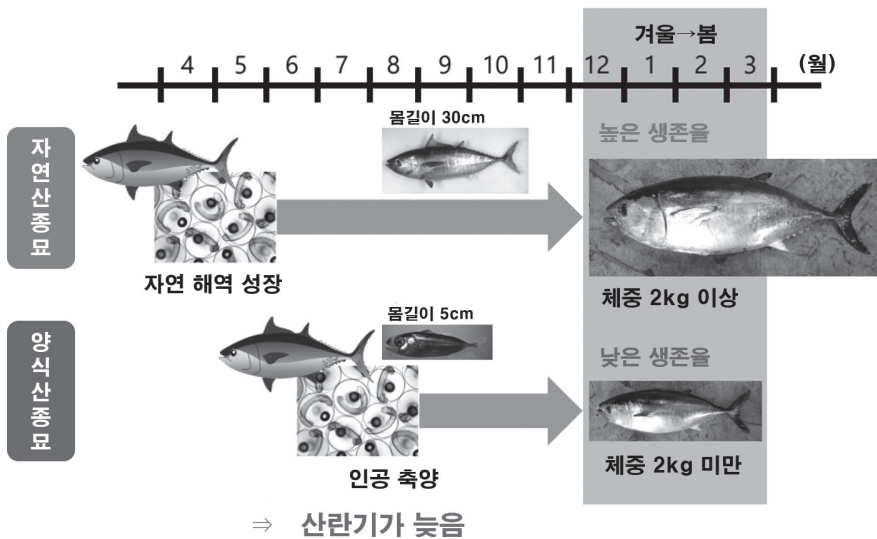 겨울→봄
4 5 6 7 8 9 10 11 12 1 2 3 (월)
자연산종묘
몸길이 30cm
높은 생존율
자연 해역 성장
체중 2kg 이상
양식산종묘
몸길이 5cm
낮은 생존율
인공 축양
체중 2kg 미만
⇒ 산란기가 늦음